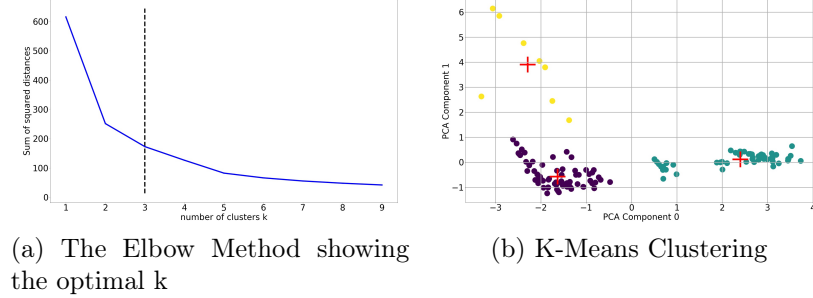 600
500
400
300
200
100
0
Sum of squared distances
1 2 3 4 5 6 7 8 9
number of clusters k
6
5
4
3
2
1
0
−1
PCA Component 1
−3 −2 −1 0 1 2 3 4
PCA Component 0
(a) The Elbow Method showing
the optimal k
(b) K-Means Clustering